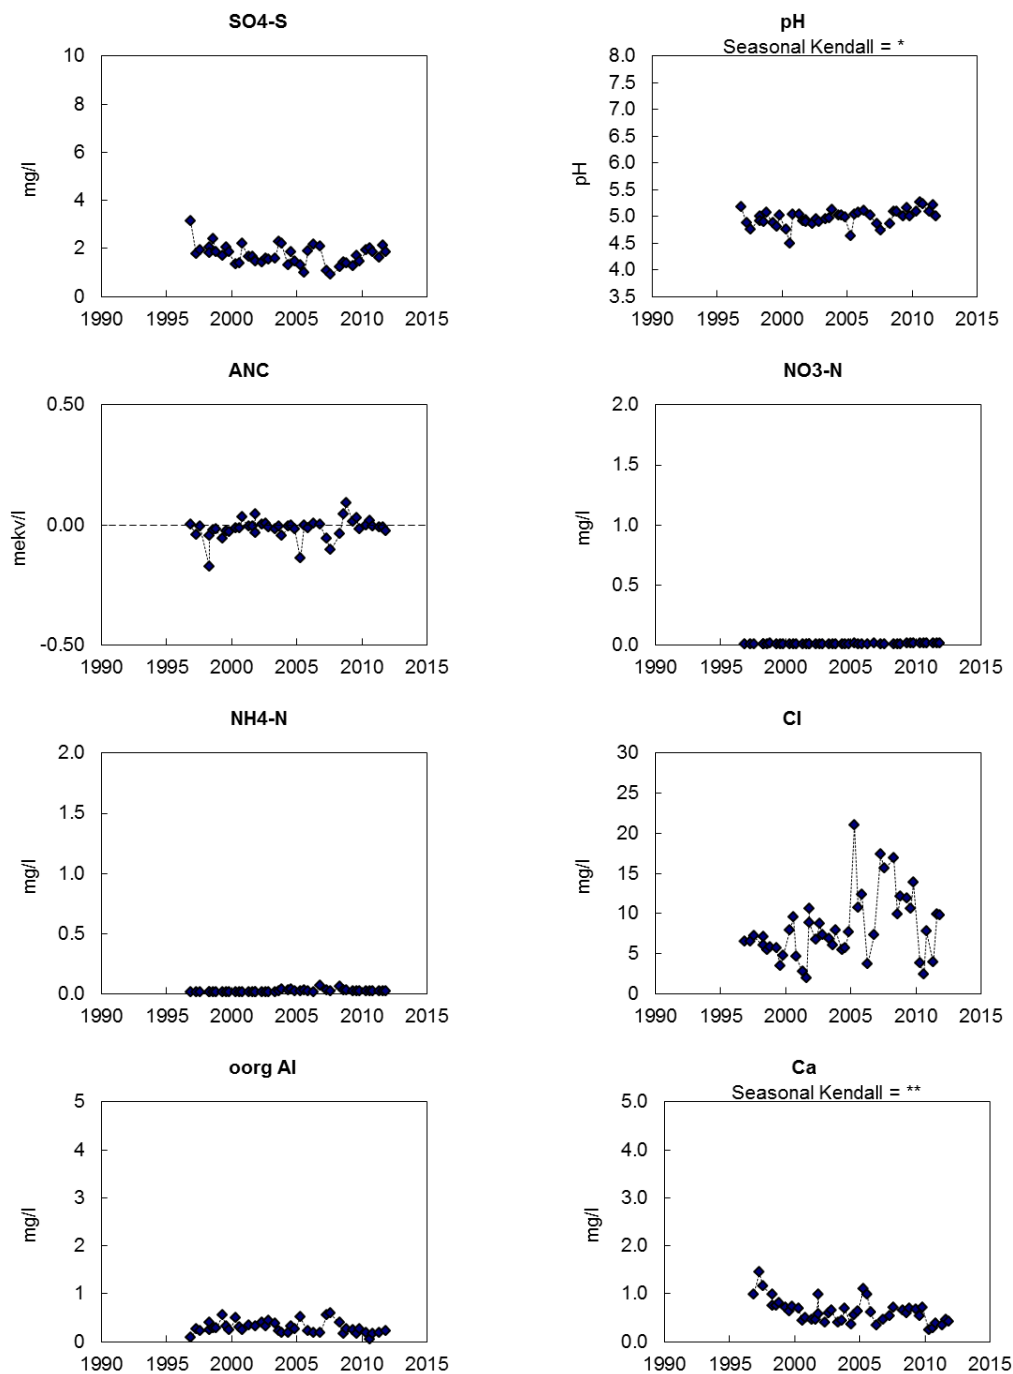 SO4-S
10
8
6
4
2
0
mg/l
1990 1995 2000 2005 2010 2015
pH
Seasonal Kendall = *
8.0
7.5
7.0
6.5
6.0
5.5
5.0
4.5
4.0
3.5
pH
1990 1995 2000 2005 2010 2015
ANC
0.50
0.00
-0.50
mekv/l
1990 1995 2000 2005 2010 2015
NO3-N
2.0
1.5
1.0
0.5
0.0
mg/l
1990 1995 2000 2005 2010 2015
NH4-N
2.0
1.5
1.0
0.5
0.0
mg/l
1990 1995 2000 2005 2010 2015
Cl
30
25
20
15
10
5
0
mg/l
1990 1995 2000 2005 2010 2015
oorg Al
5
4
3
2
1
0
mg/l
1990 1995 2000 2005 2010 2015
Ca
Seasonal Kendall = **
5.0
4.0
3.0
2.0
1.0
0.0
mg/l
1990 1995 2000 2005 2010 2015